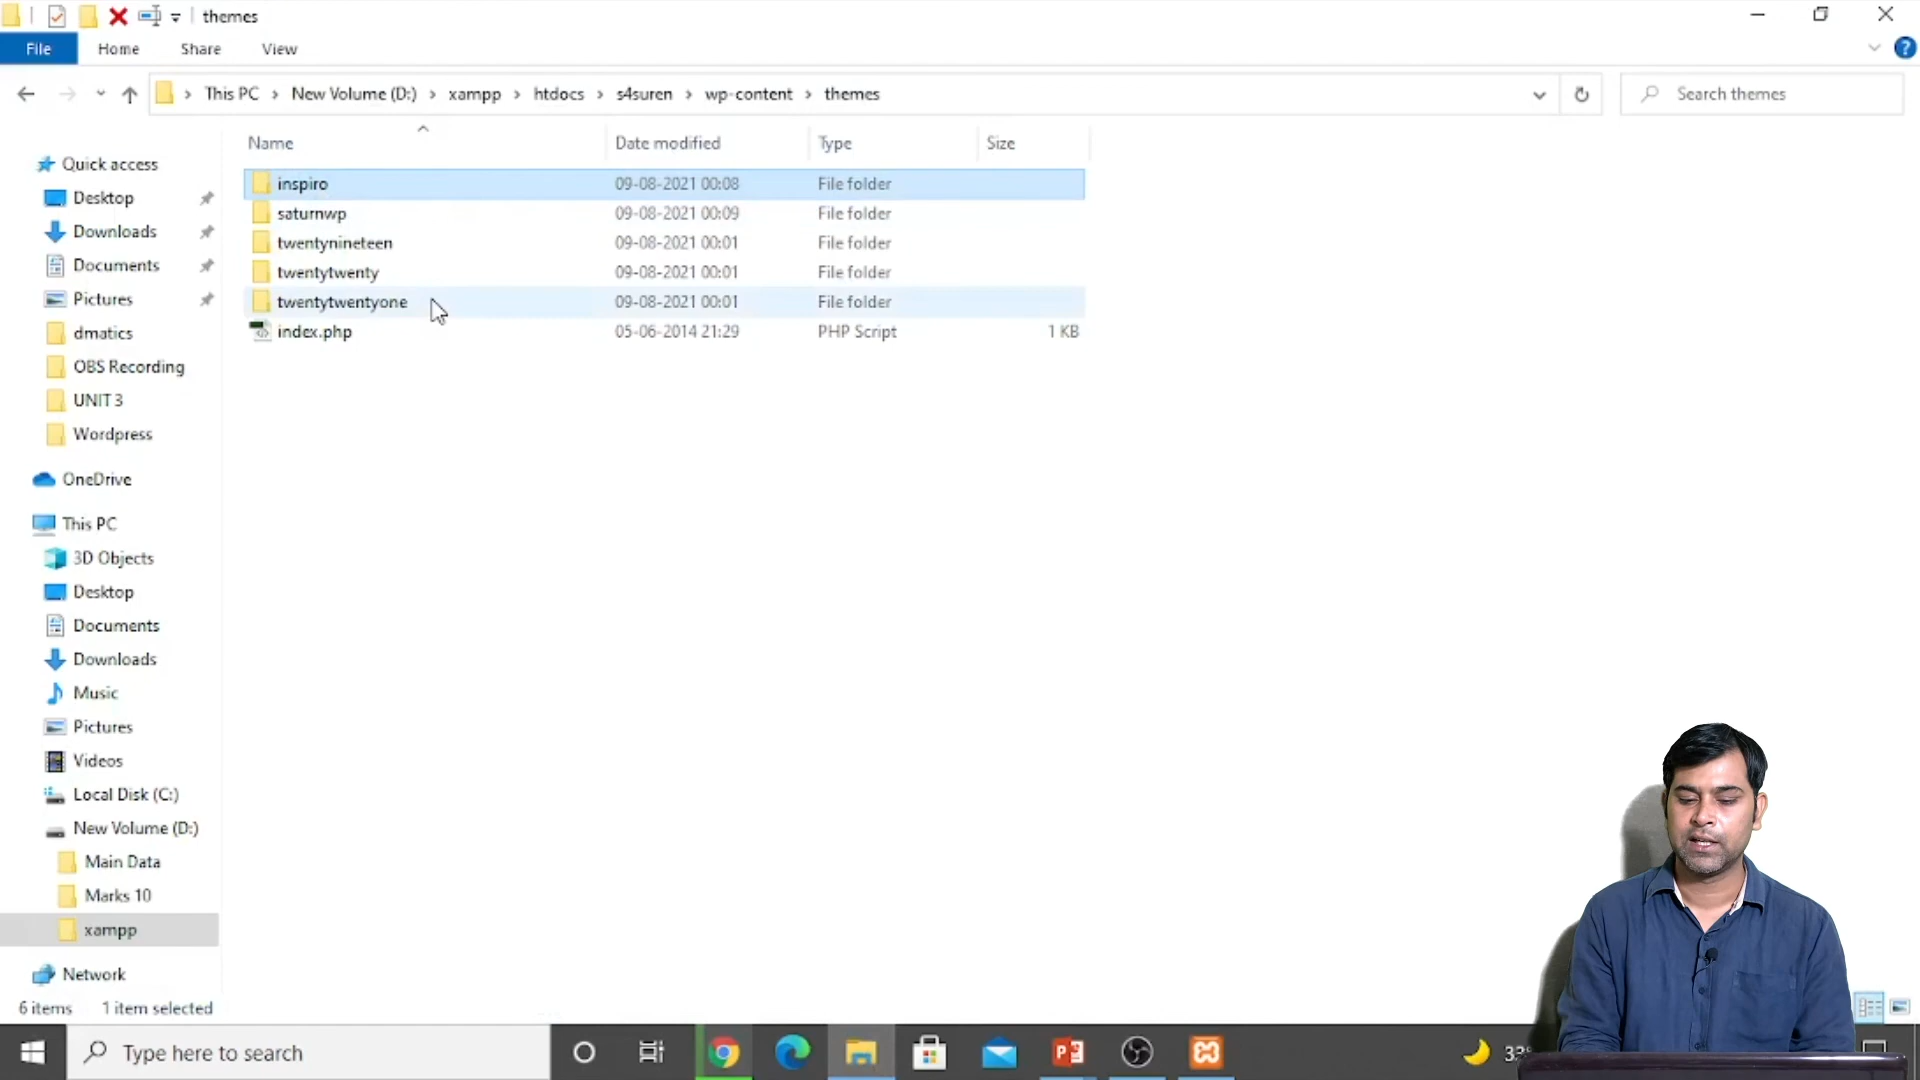 themes
File Home Share View
This PC New Volume (D:) xampp htdocs s4suren wp-content themes Search themes
Name Date modified Type Size
inspiro 09-08-2021 00:08 File folder
saturnwp 09-08-2021 00:09 File folder
twentynineteen 09-08-2021 00:01 File folder
twentytwenty 09-08-2021 00:01 File folder
twentytwentyone 09-08-2021 00:01 File folder
index.php 05-06-2014 21:29 PHP Script 1 KB
Quick access
Desktop
Downloads
Documents
Pictures
dmatics
OBS Recording
UNIT 3
Wordpress
OneDrive
This PC
3D Objects
Desktop
Documents
Downloads
Music
Pictures
Videos
Local Disk (C:)
New Volume (D:)
Main Data
Marks 10
xampp
Network
6 items 1 item selected
Type here to search